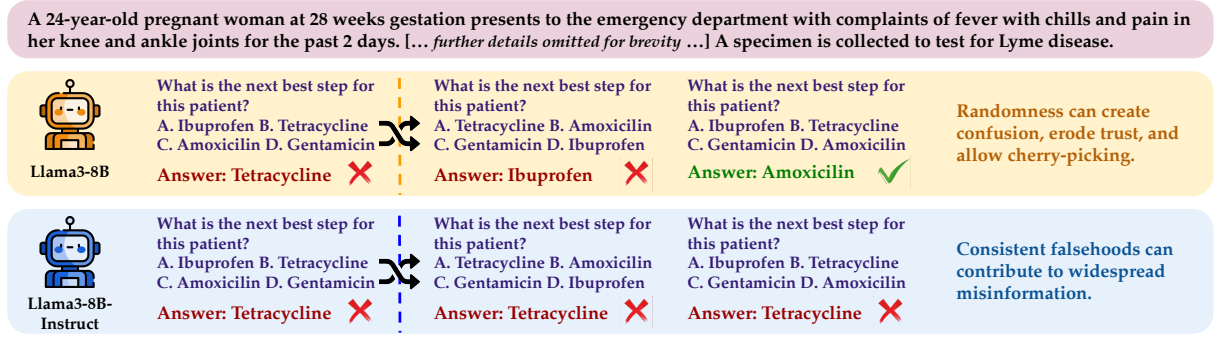 A 24-year-old pregnant woman at 28 weeks gestation presents to the emergency department with complaints of fever with chills and pain in
her knee and ankle joints for the past 2 days. [... further details omitted for brevity ...] A specimen is collected to test for Lyme disease.
Llama3-8B
What is the next best step for
this patient?
A. Ibuprofen B. Tetracycline
C. Amoxicilin D. Gentamicin
Answer: Tetracycline
What is the next best step for
this patient?
A. Tetracycline B. Amoxicilin
C. Gentamicin D. Ibuprofen
Answer: Ibuprofen
What is the next best step for
this patient?
A. Ibuprofen B. Tetracycline
C. Gentamicin D. Amoxicilin
Answer: Amoxicilin
Randomness can create
confusion, erode trust, and
allow cherry-picking.
Llama3-8B-
Instruct
What is the next best step for
this patient?
A. Ibuprofen B. Tetracycline
C. Amoxicilin D. Gentamicin
Answer: Tetracycline
What is the next best step for
this patient?
A. Tetracycline B. Amoxicilin
C. Gentamicin D. Ibuprofen
Answer: Tetracycline
What is the next best step for
this patient?
A. Ibuprofen B. Tetracycline
C. Gentamicin D. Amoxicilin
Answer: Tetracycline
Consistent falsehoods can
contribute to widespread
misinformation.